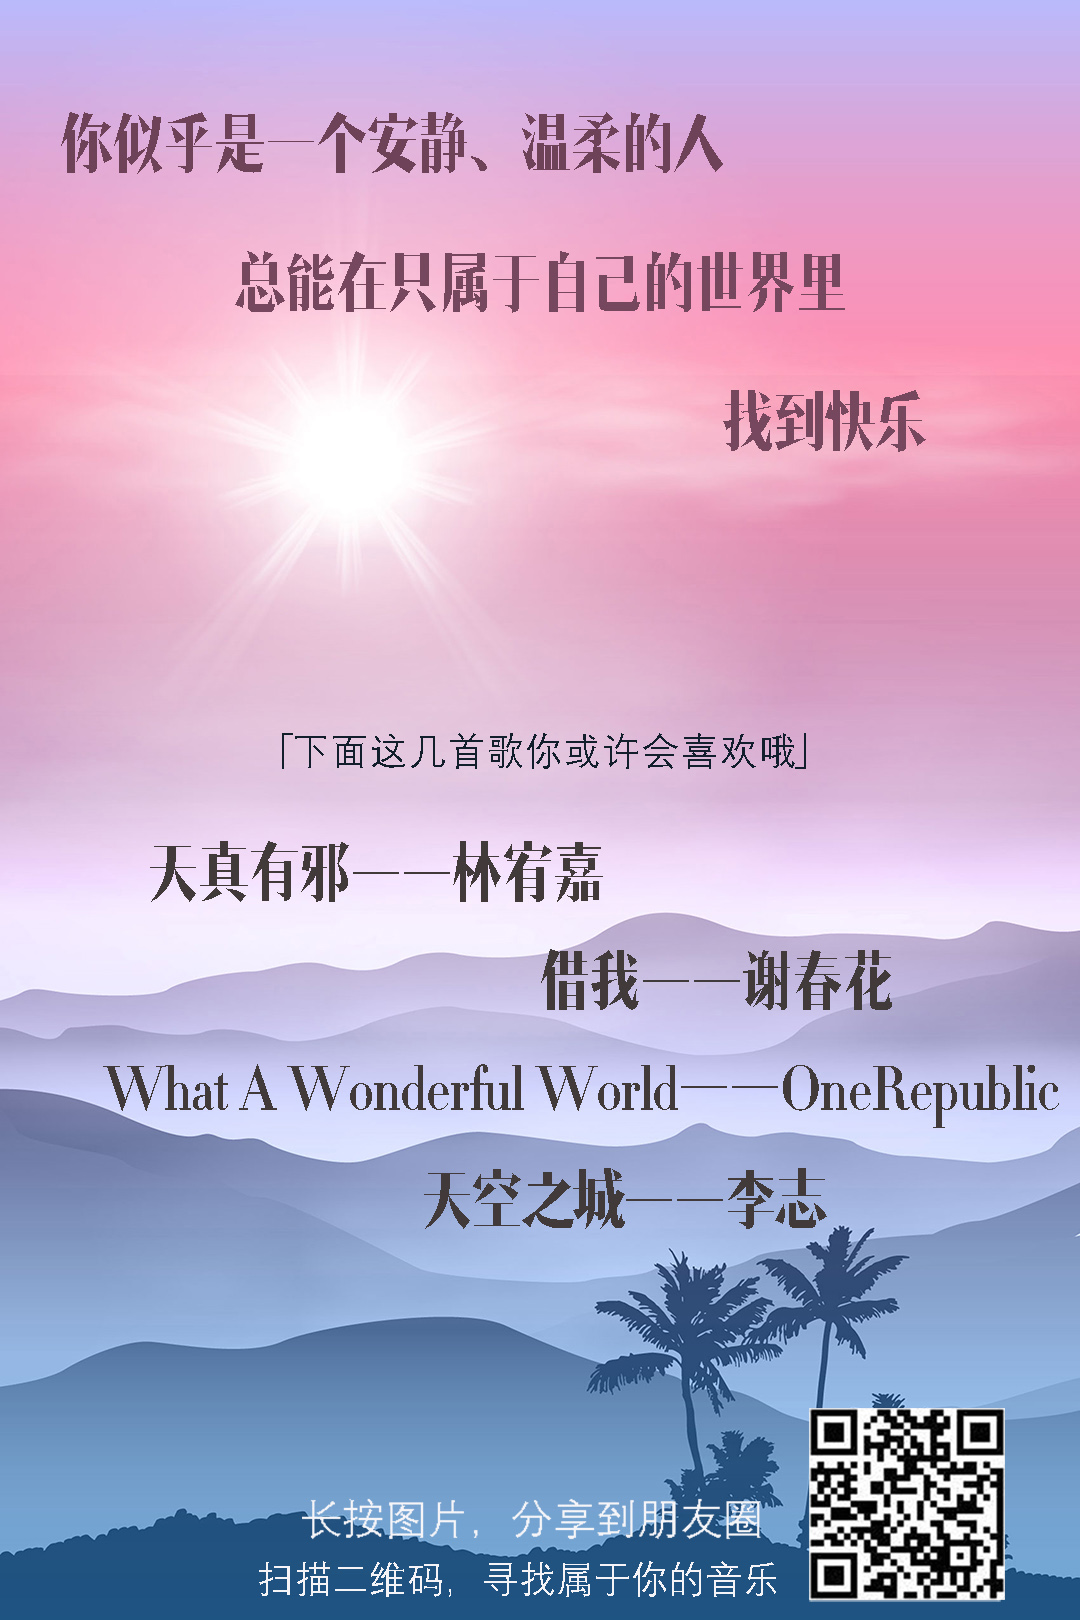 你似乎是一个安静、温柔的人
总能在只属于自己的世界里
找到快乐
「下面这几首歌你或许会喜欢哦」
天真有邪——林宥嘉
借我——谢春花
What A Wonderful World——OneRepublic
天空之城——李志
长按图片，分享到朋友圈
扫描二维码，寻找属于你的音乐